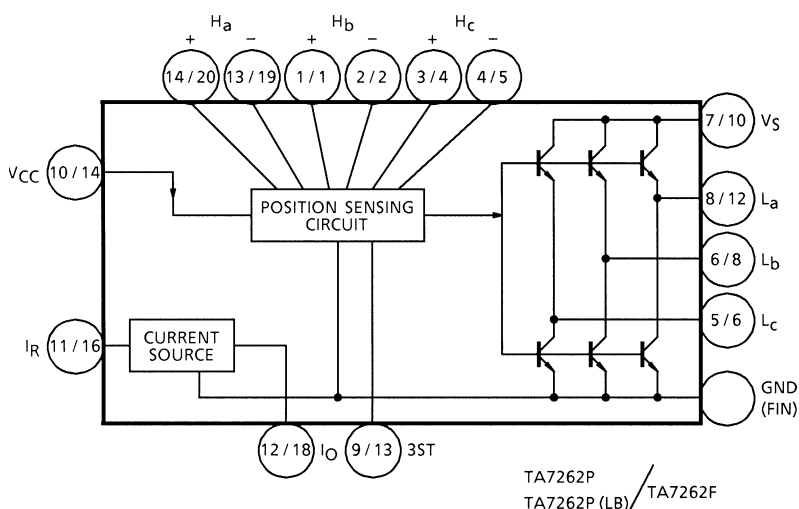 Ha Hb Hc
+ − + − + −
14 / 20 13 / 19 1 / 1 2 / 2 3 / 4 4 / 5
7 / 10 VS
VCC 10 / 14
8 / 12 La
POSITION SENSING
CIRCUIT
6 / 8 Lb
5 / 6 Lc
IR 11 / 16
CURRENT
SOURCE
GND
(FIN)
12 / 18 IO 9 / 13 3ST
TA7262P
TA7262P (LB) / TA7262F